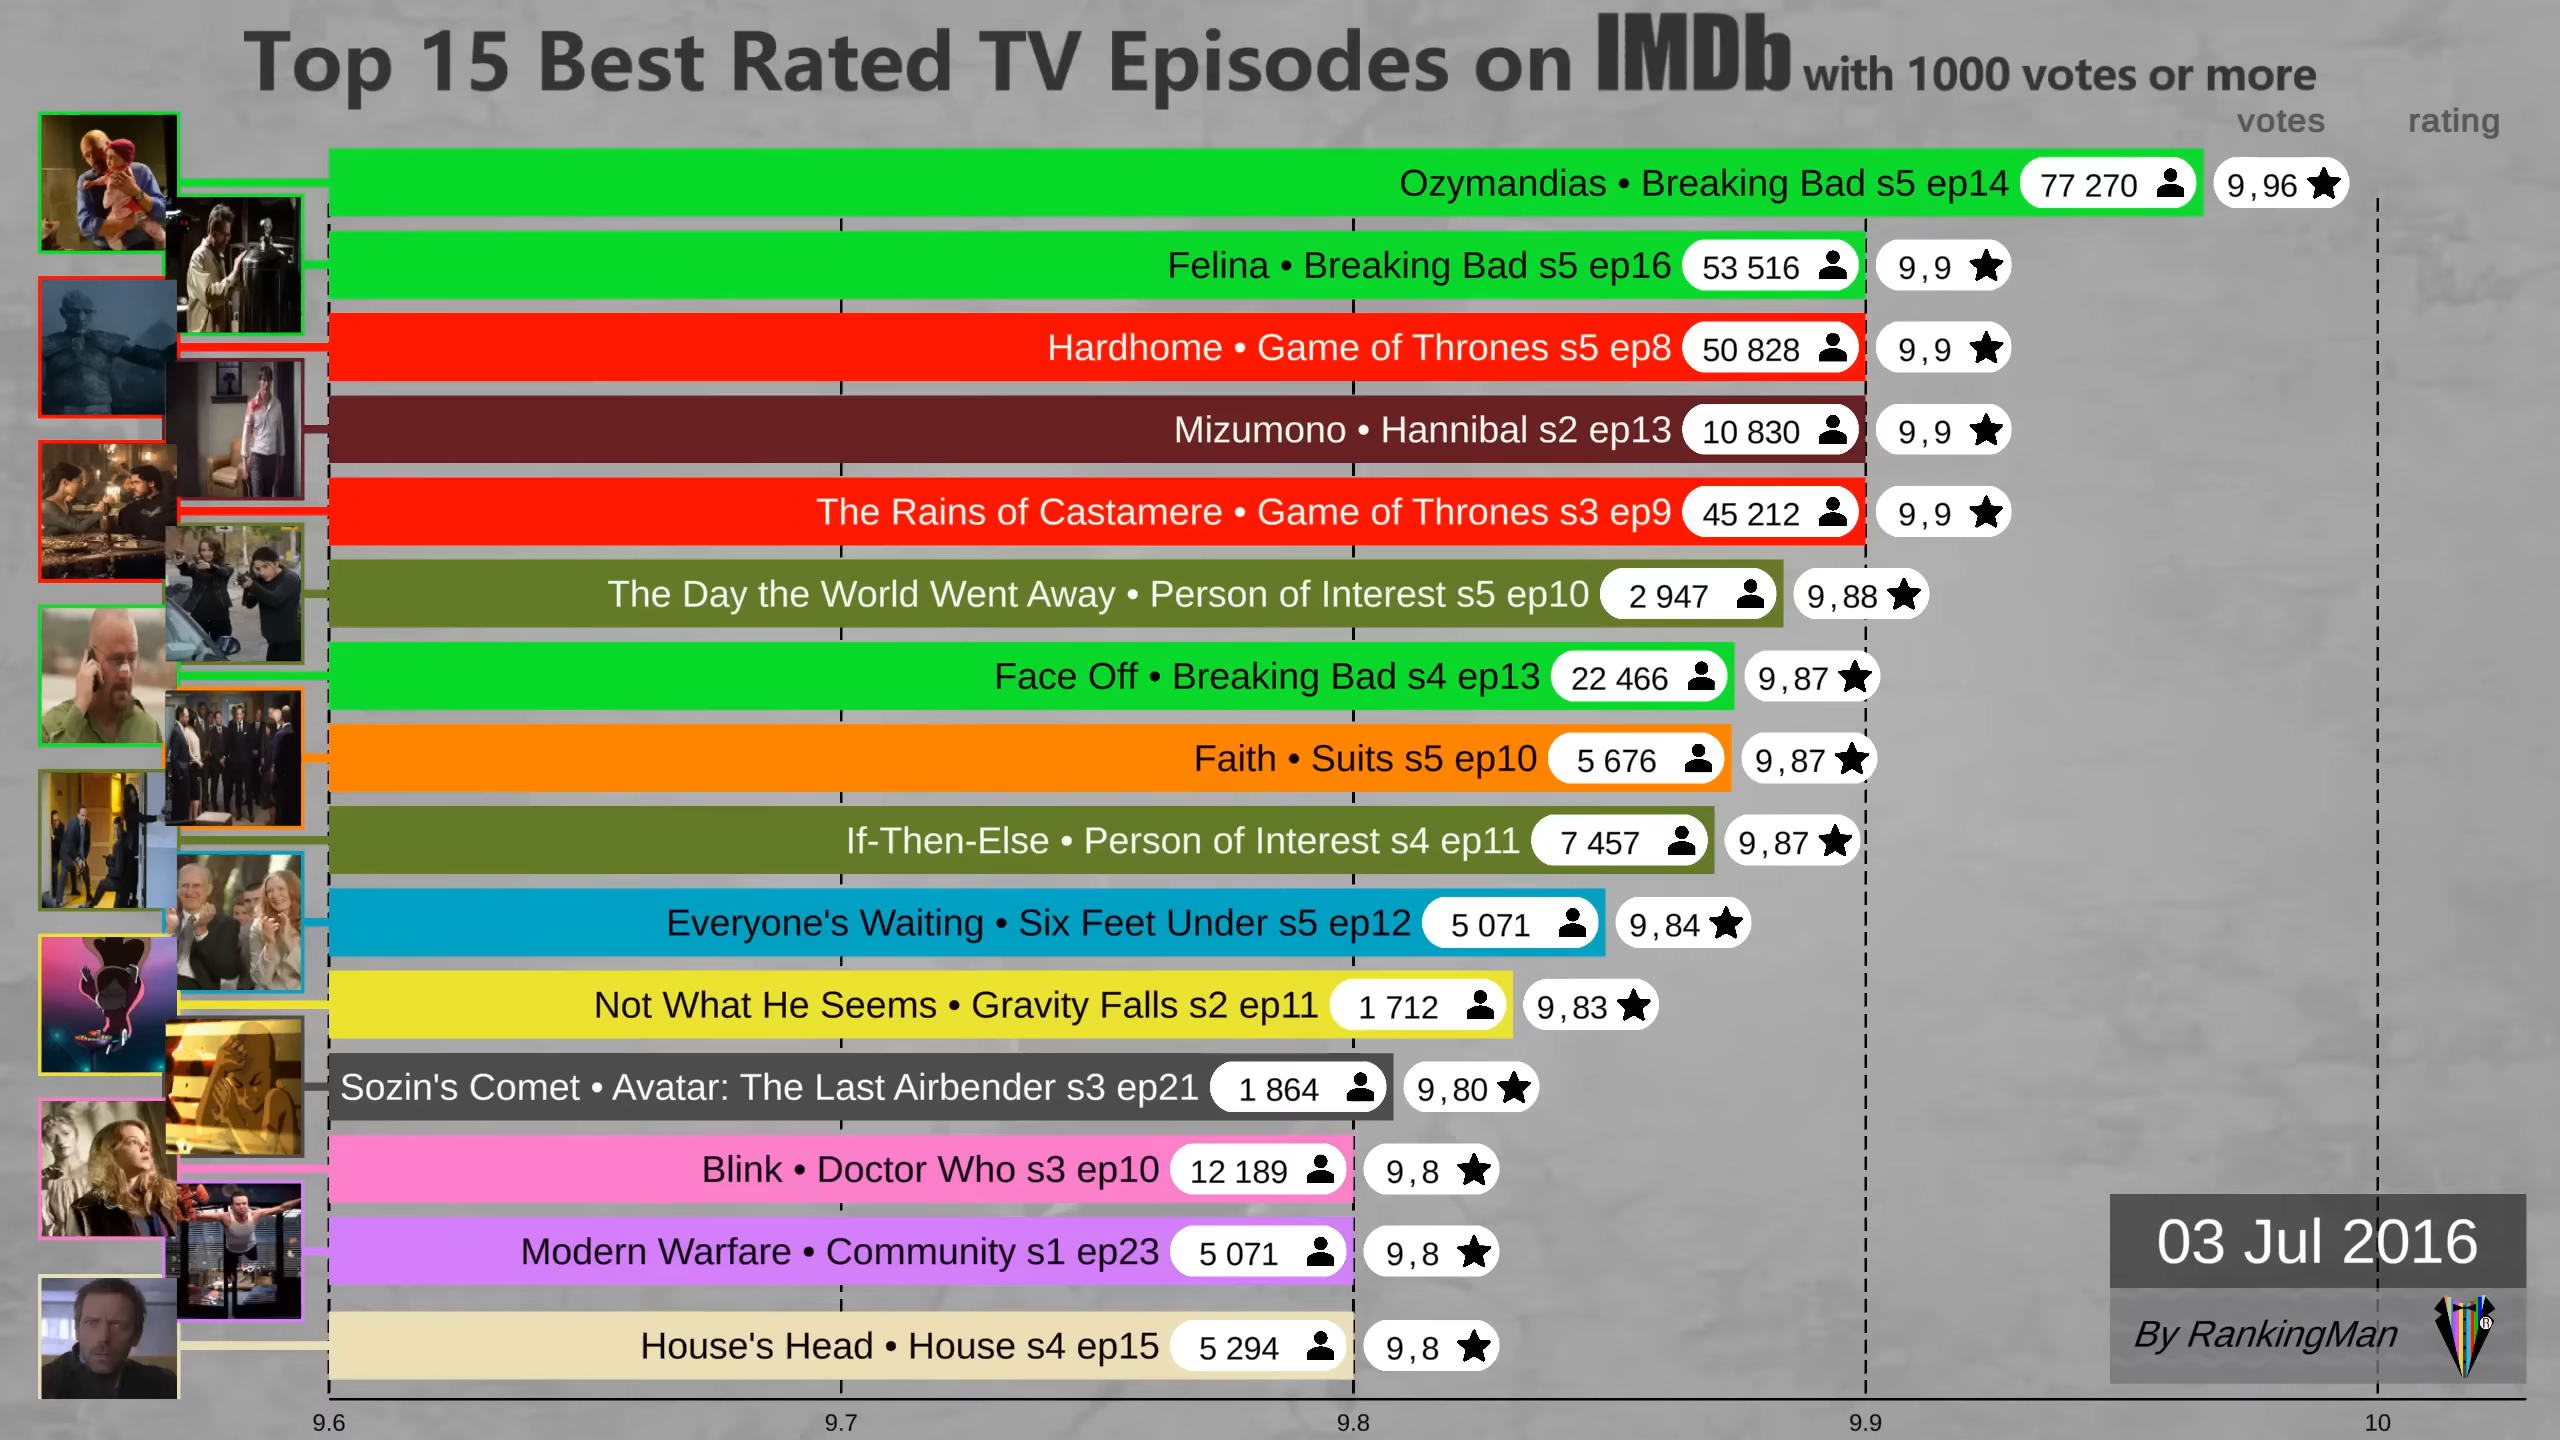 Top 15 Best Rated TV Episodes on IMDb with 1000 votes or more
votes rating
Ozymandias • Breaking Bad s5 ep14 77 270 9,96
Felina • Breaking Bad s5 ep16 53 516 9,9
Hardhome • Game of Thrones s5 ep8 50 828 9,9
Mizumono • Hannibal s2 ep13 10 830 9,9
The Rains of Castamere • Game of Thrones s3 ep9 45 212 9,9
The Day the World Went Away • Person of Interest s5 ep10 2 947 9,88
Face Off • Breaking Bad s4 ep13 22 466 9,87
Faith • Suits s5 ep10 5 676 9,87
If-Then-Else • Person of Interest s4 ep11 7 457 9,87
Everyone's Waiting • Six Feet Under s5 ep12 5 071 9,84
Not What He Seems • Gravity Falls s2 ep11 1 712 9,83
Sozin's Comet • Avatar: The Last Airbender s3 ep21 1 864 9,80
Blink • Doctor Who s3 ep10 12 189 9,8
Modern Warfare • Community s1 ep23 5 071 9,8
House's Head • House s4 ep15 5 294 9,8
03 Jul 2016
By RankingMan ®
9.6 9.7 9.8 9.9 10